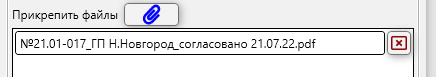 Прикрепить файлы
№21.01-017_ГП Н.Новгород_согласовано 21.07.22.pdf